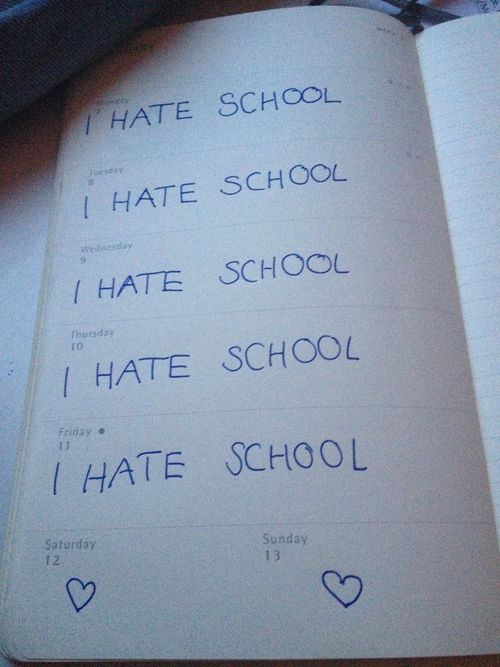 Monday
I HATE SCHOOL
Tuesday
8
I HATE SCHOOL
Wednesday
9
I HATE SCHOOL
Thursday
10
I HATE SCHOOL
Friday
11
I HATE SCHOOL
Saturday Sunday
12 13